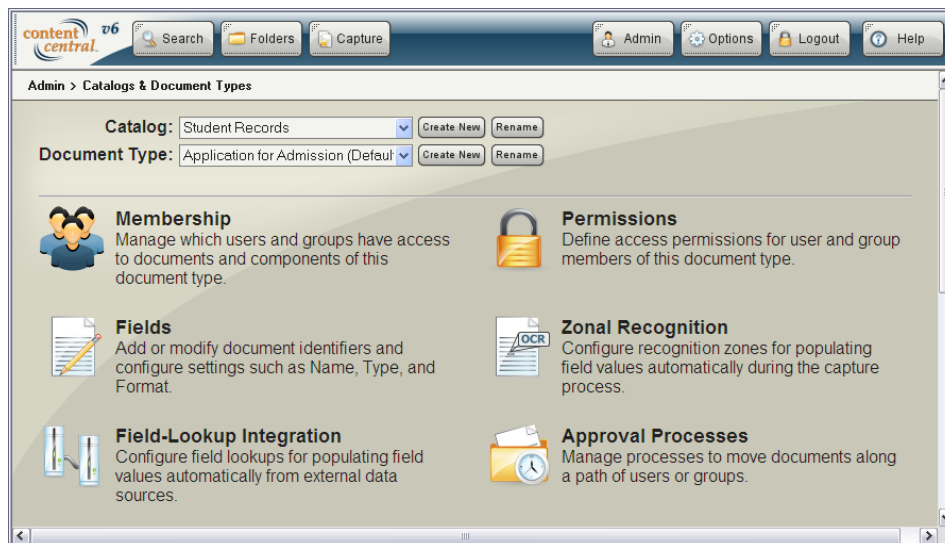 content central. v6 Search Folders Capture Admin Options Logout Help
Admin > Catalogs & Document Types
Catalog: Student Records Create New Rename
Document Type: Application for Admission (Default Create New Rename
Membership
Manage which users and groups have access
to documents and components of this
document type.
Permissions
Define access permissions for user and group
members of this document type.
Fields
Add or modify document identifiers and
configure settings such as Name, Type, and
Format.
OCR
Zonal Recognition
Configure recognition zones for populating
field values automatically during the capture
process.
Field-Lookup Integration
Configure field lookups for populating field
values automatically from external data
sources.
Approval Processes
Manage processes to move documents along
a path of users or groups.